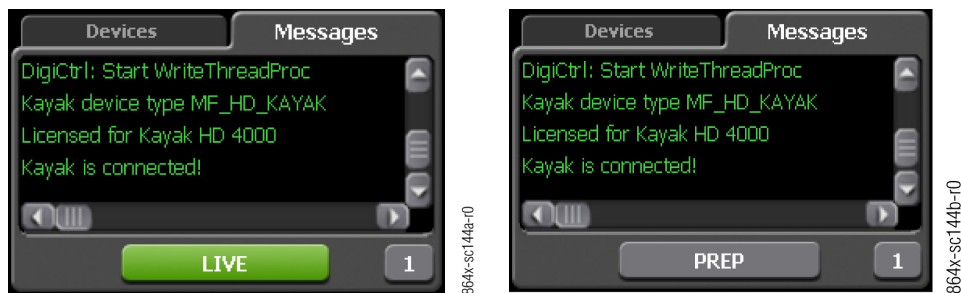 Devices
Messages
DigiCtrl: Start WriteThreadProc
Kayak device type MF_HD_KAYAK
Licensed for Kayak HD 4000
Kayak is connected!
LIVE
1
864x-sc144a-r0
Devices
Messages
DigiCtrl: Start WriteThreadProc
Kayak device type MF_HD_KAYAK
Licensed for Kayak HD 4000
Kayak is connected!
PREP
1
864x-sc144b-r0